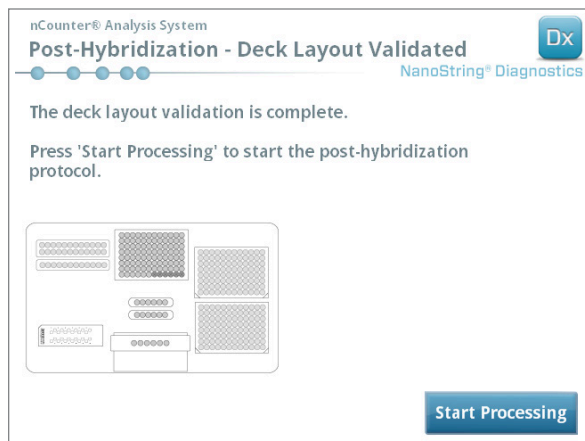 nCounter® Analysis System
Post-Hybridization - Deck Layout Validated
Dx
NanoString® Diagnostics
The deck layout validation is complete.
Press 'Start Processing' to start the post-hybridization
protocol.
Start Processing